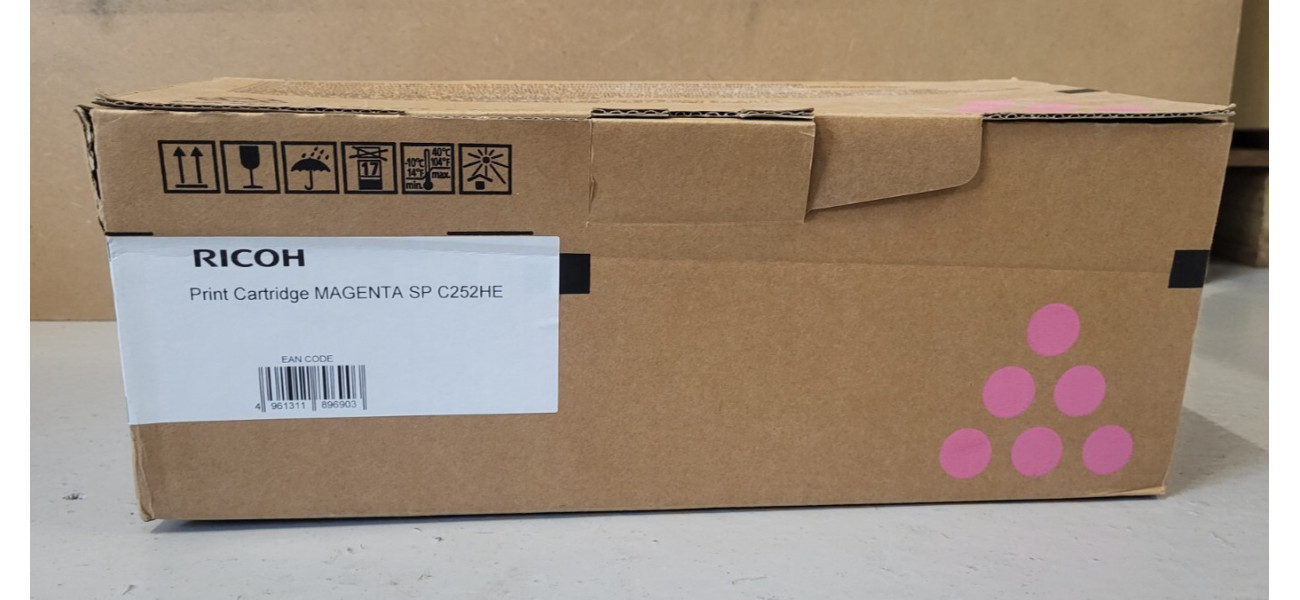 17
-10°C
14°F
min.
40°C
104°F
max.
RICOH
Print Cartridge MAGENTA SP C252HE
EAN CODE
4 961311 896903